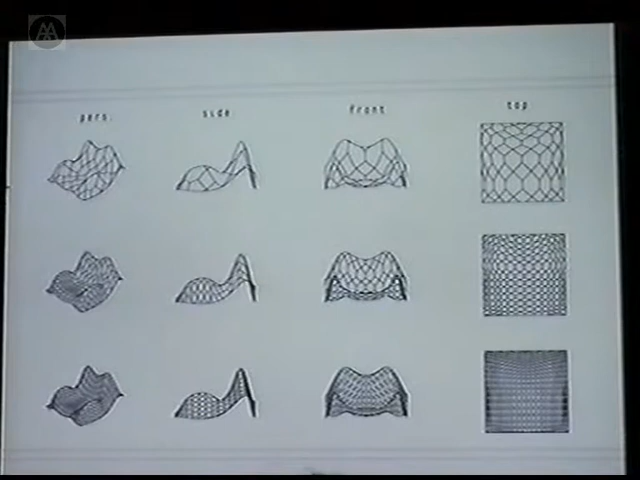 pers.
side
front
top